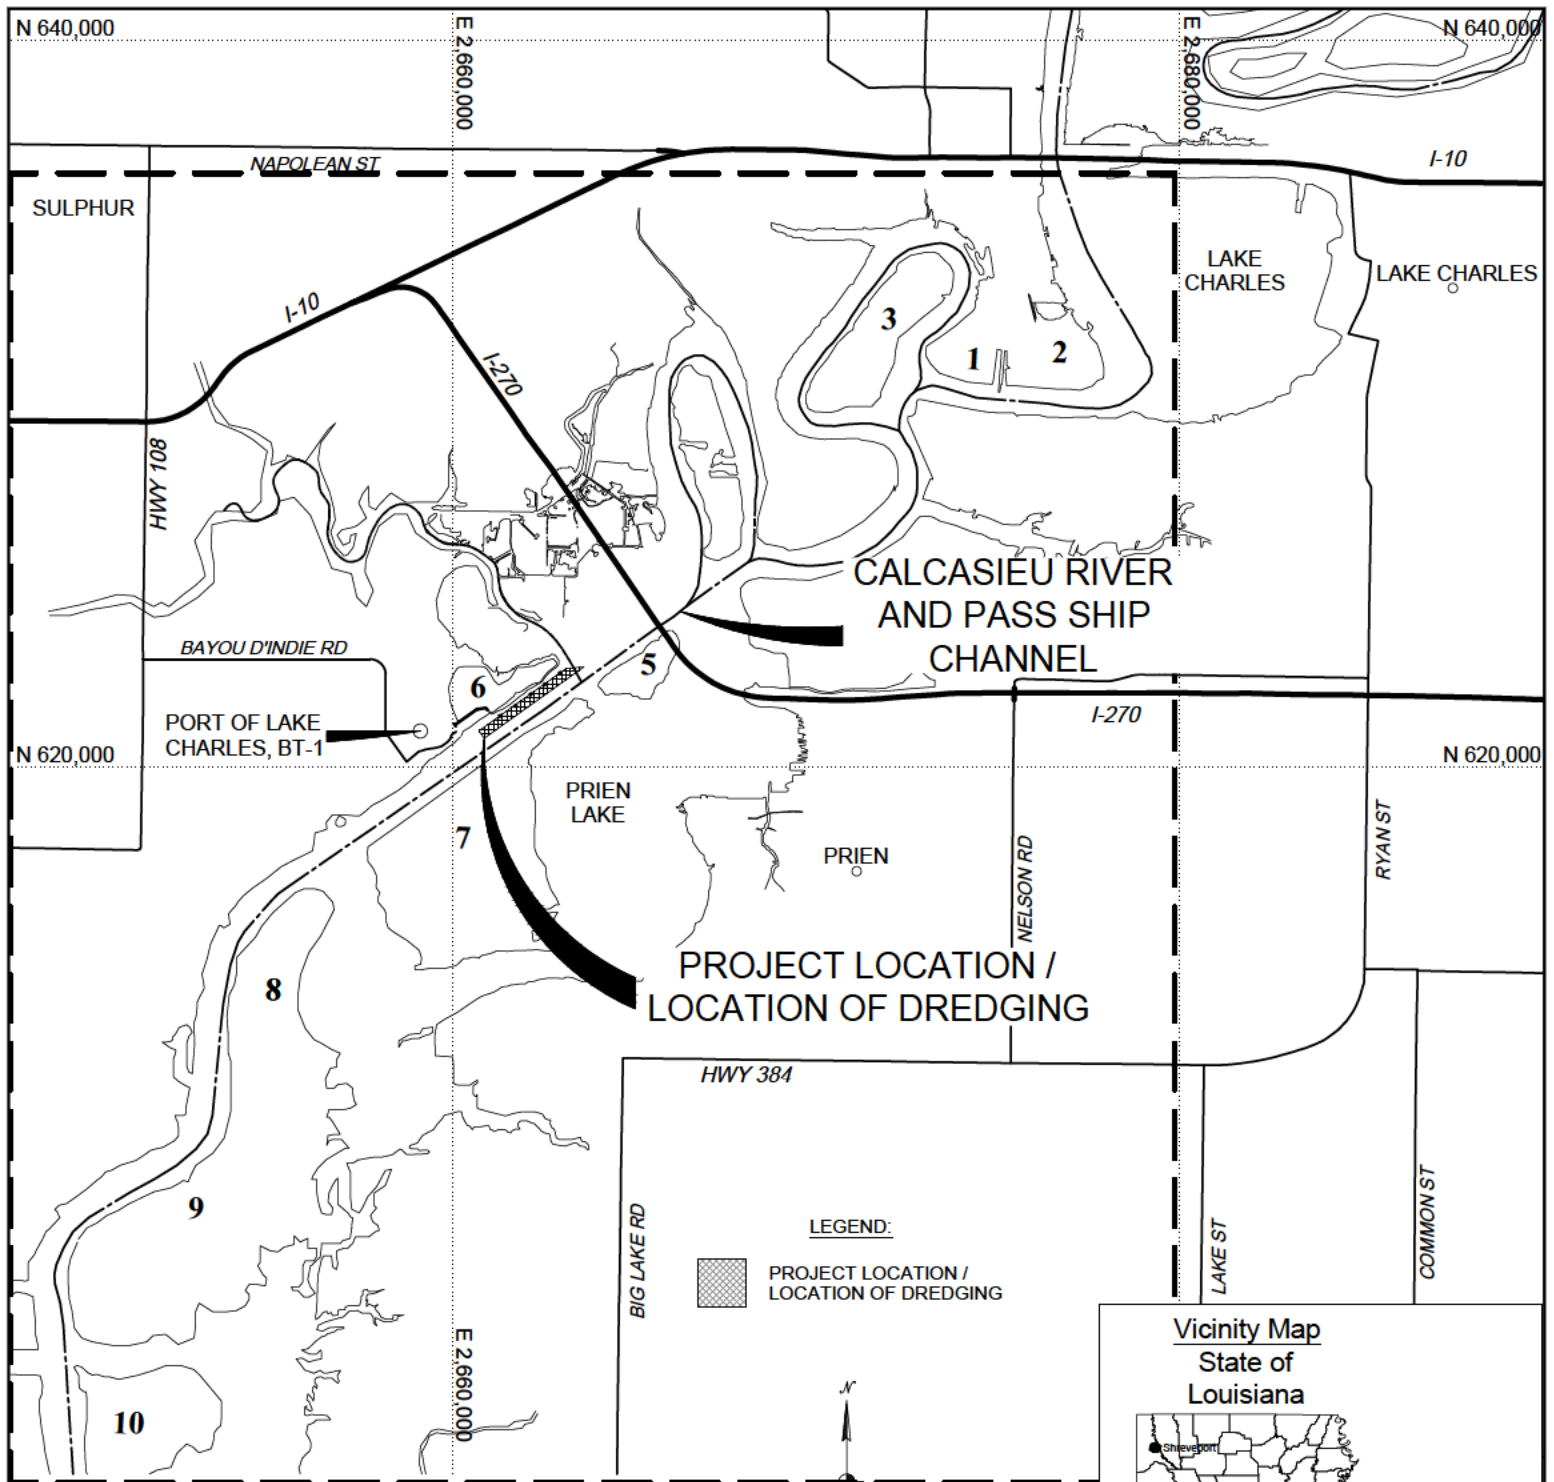 N 640,000
E 2,660,000
E 2,680,000
N 640,000
NAPOLEAN ST
I-10
SULPHUR
LAKE
CHARLES
LAKE CHARLES
I-10
3
1
2
I-270
HWY 108
CALCASIEU RIVER
AND PASS SHIP
CHANNEL
BAYOU D'INDIE RD
5
6
I-270
PORT OF LAKE
CHARLES, BT-1
N 620,000
N 620,000
PRIEN
LAKE
7
PRIEN
NELSON RD
RYAN ST
PROJECT LOCATION /
LOCATION OF DREDGING
8
HWY 384
9
BIG LAKE RD
LEGEND:
PROJECT LOCATION /
LOCATION OF DREDGING
LAKE ST
COMMON ST
E 2,660,000
Vicinity Map
State of
Louisiana
N
10
Shreveport